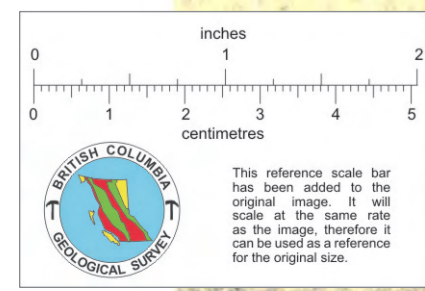 inches
0 1 2
0 1 2 3 4 5
centimetres
BRITISH COLUMBIA
GEOLOGICAL SURVEY
This reference scale bar
has been added to the
original image. It will
scale at the same rate
as the image, therefore it
can be used as a reference
for the original size.